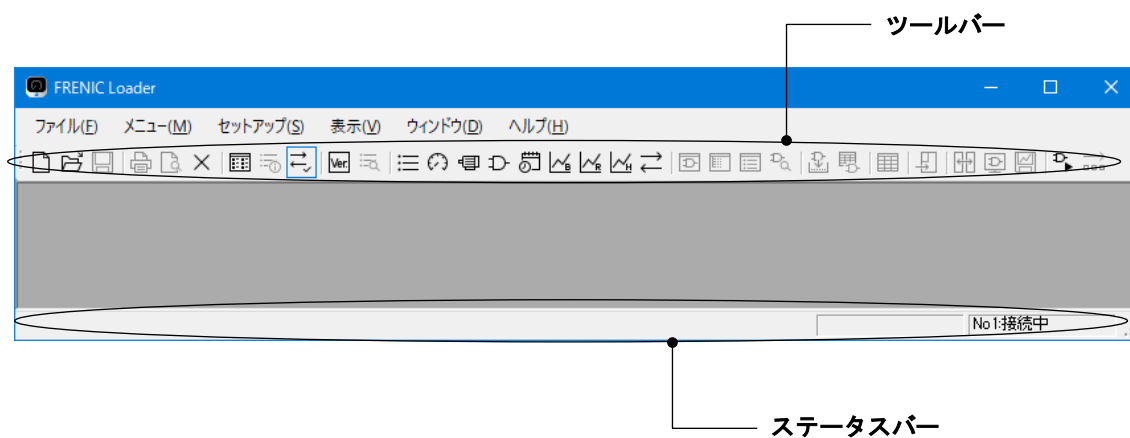 ツールバー
FRENIC Loader
ファイル(F) メニュー(M) セットアップ(S) 表示(V) ウィンドウ(D) ヘルプ(H)
Ver. B R H
No1:接続中
ステータスバー